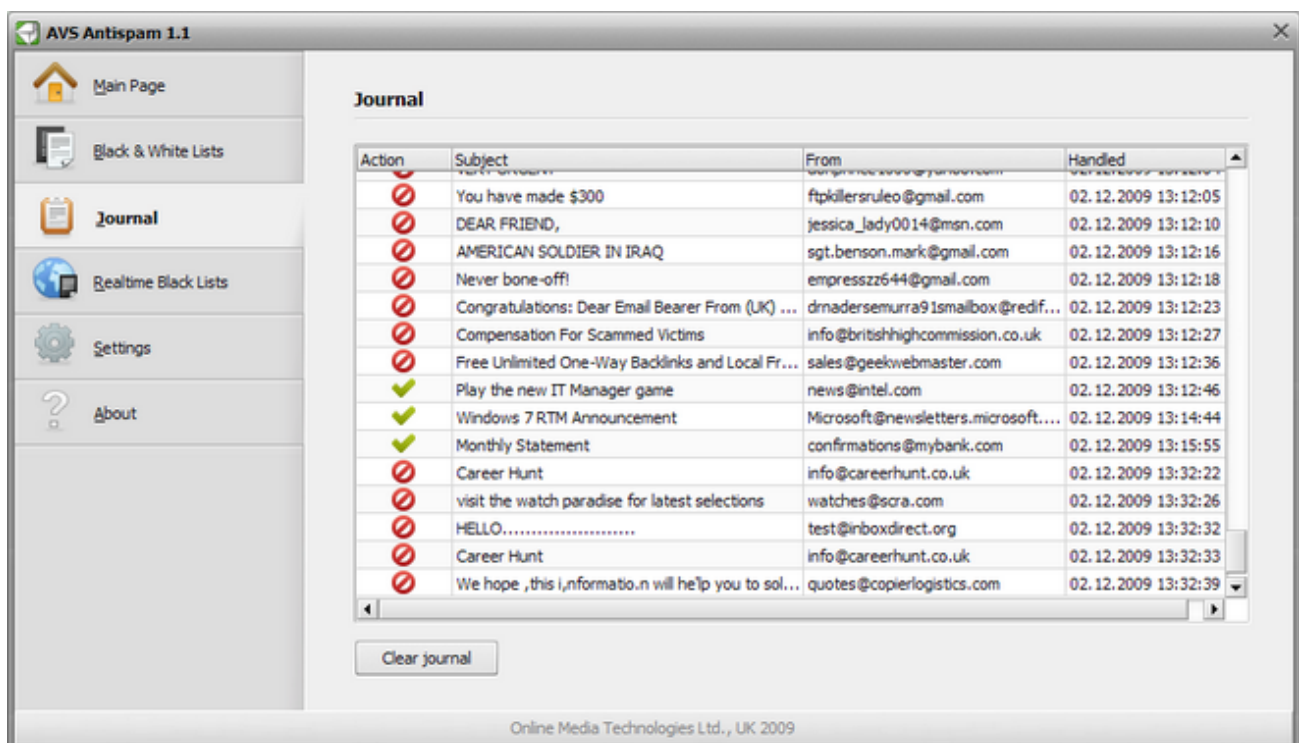 AVS Antispam 1.1
Main Page
Black & White Lists
Journal
Realtime Black Lists
Settings
About
Journal
Action Subject From Handled
You have made $300 ftpkillersruleo@gmail.com 02.12.2009 13:12:05
DEAR FRIEND, jessica_lady0014@msn.com 02.12.2009 13:12:10
AMERICAN SOLDIER IN IRAQ sgt.benson.mark@gmail.com 02.12.2009 13:12:16
Never bone-off! empresszz644@gmail.com 02.12.2009 13:12:18
Congratulations: Dear Email Bearer From (UK) ... drnadersemurra91smailbox@redif... 02.12.2009 13:12:23
Compensation For Scammed Victims info@britishhighcommission.co.uk 02.12.2009 13:12:27
Free Unlimited One-Way Backlinks and Local Fr... sales@geekwebmaster.com 02.12.2009 13:12:36
Play the new IT Manager game news@intel.com 02.12.2009 13:12:46
Windows 7 RTM Announcement Microsoft@newsletters.microsoft.... 02.12.2009 13:14:44
Monthly Statement confirmations@mybank.com 02.12.2009 13:15:55
Career Hunt info@careerhunt.co.uk 02.12.2009 13:32:22
visit the watch paradise for latest selections watches@scra.com 02.12.2009 13:32:26
HELLO....................... test@inboxdirect.org 02.12.2009 13:32:32
Career Hunt info@careerhunt.co.uk 02.12.2009 13:32:33
We hope ,this i,nformatio.n will he'lp you to sol... quotes@copierlogistics.com 02.12.2009 13:32:39
Clear journal
Online Media Technologies Ltd., UK 2009